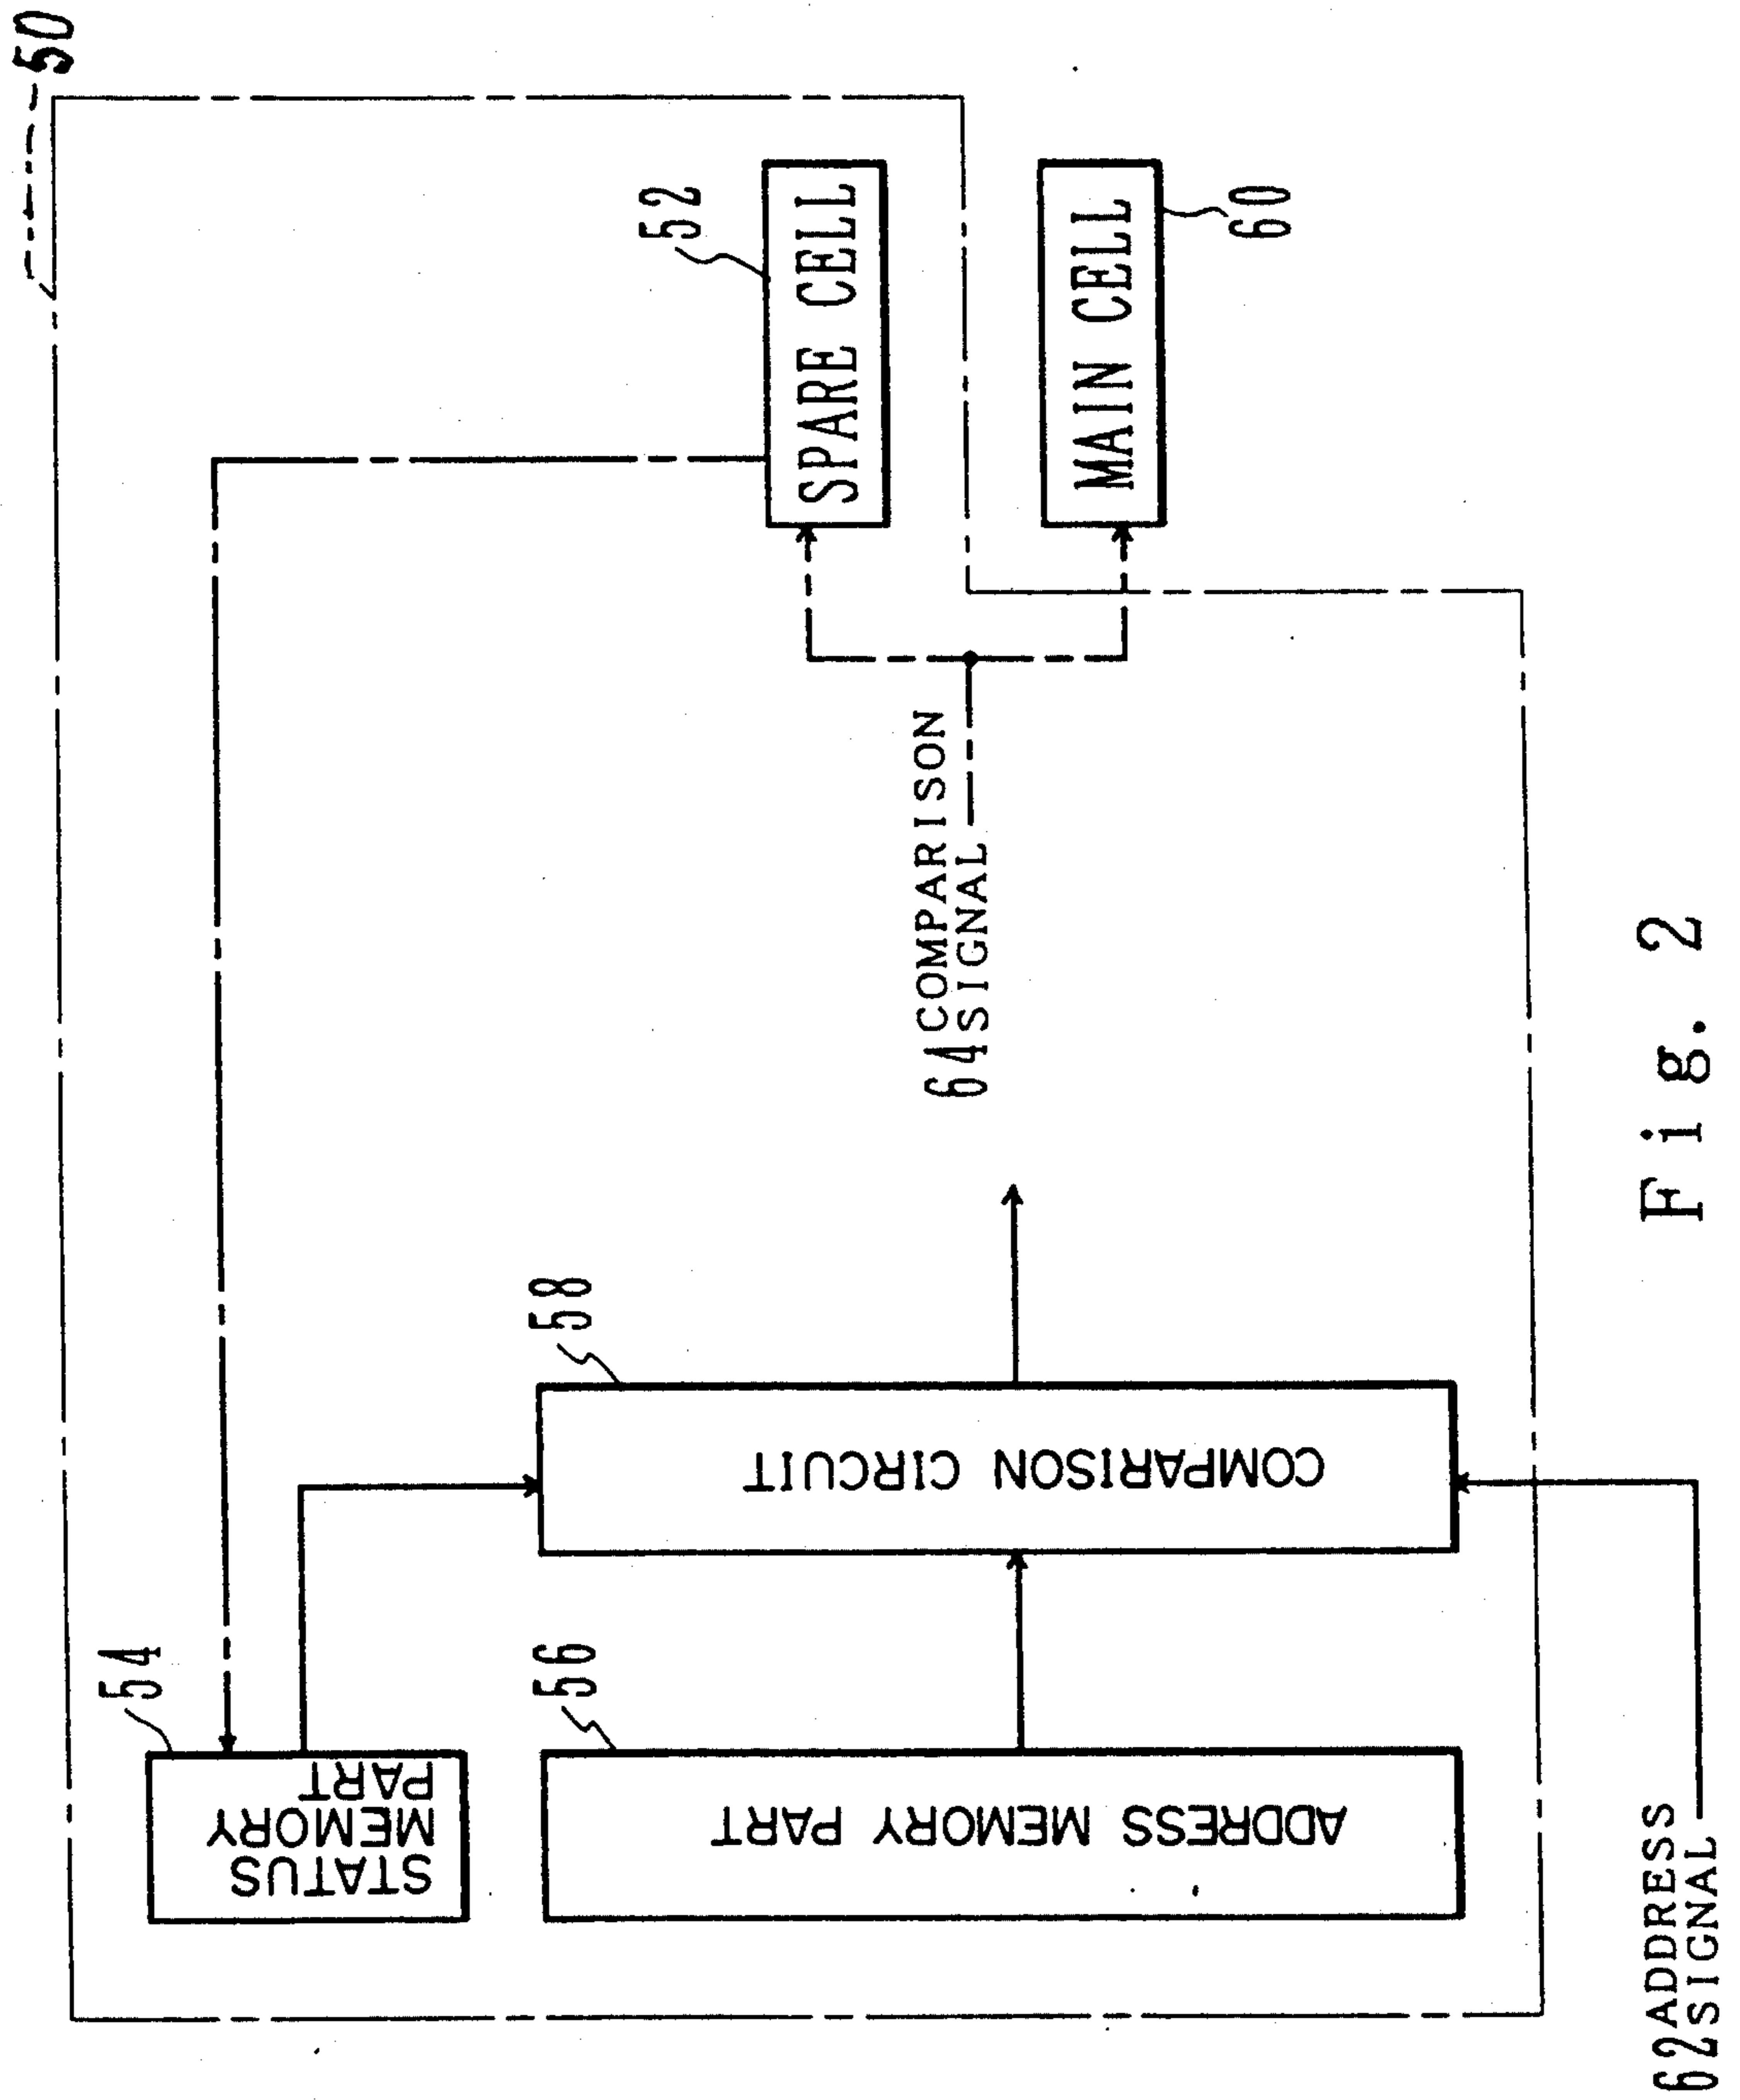 50
54
STATUS
MEMORY
PART
52
SPARE CELL
56
ADDRESS MEMORY PART
58
COMPARISON CIRCUIT
64 COMPARISON
SIGNAL
MAIN CELL
60
62 ADDRESS
SIGNAL
Fig. 2